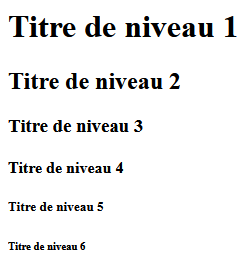 Titre de niveau 1
Titre de niveau 2
Titre de niveau 3
Titre de niveau 4
Titre de niveau 5
Titre de niveau 6